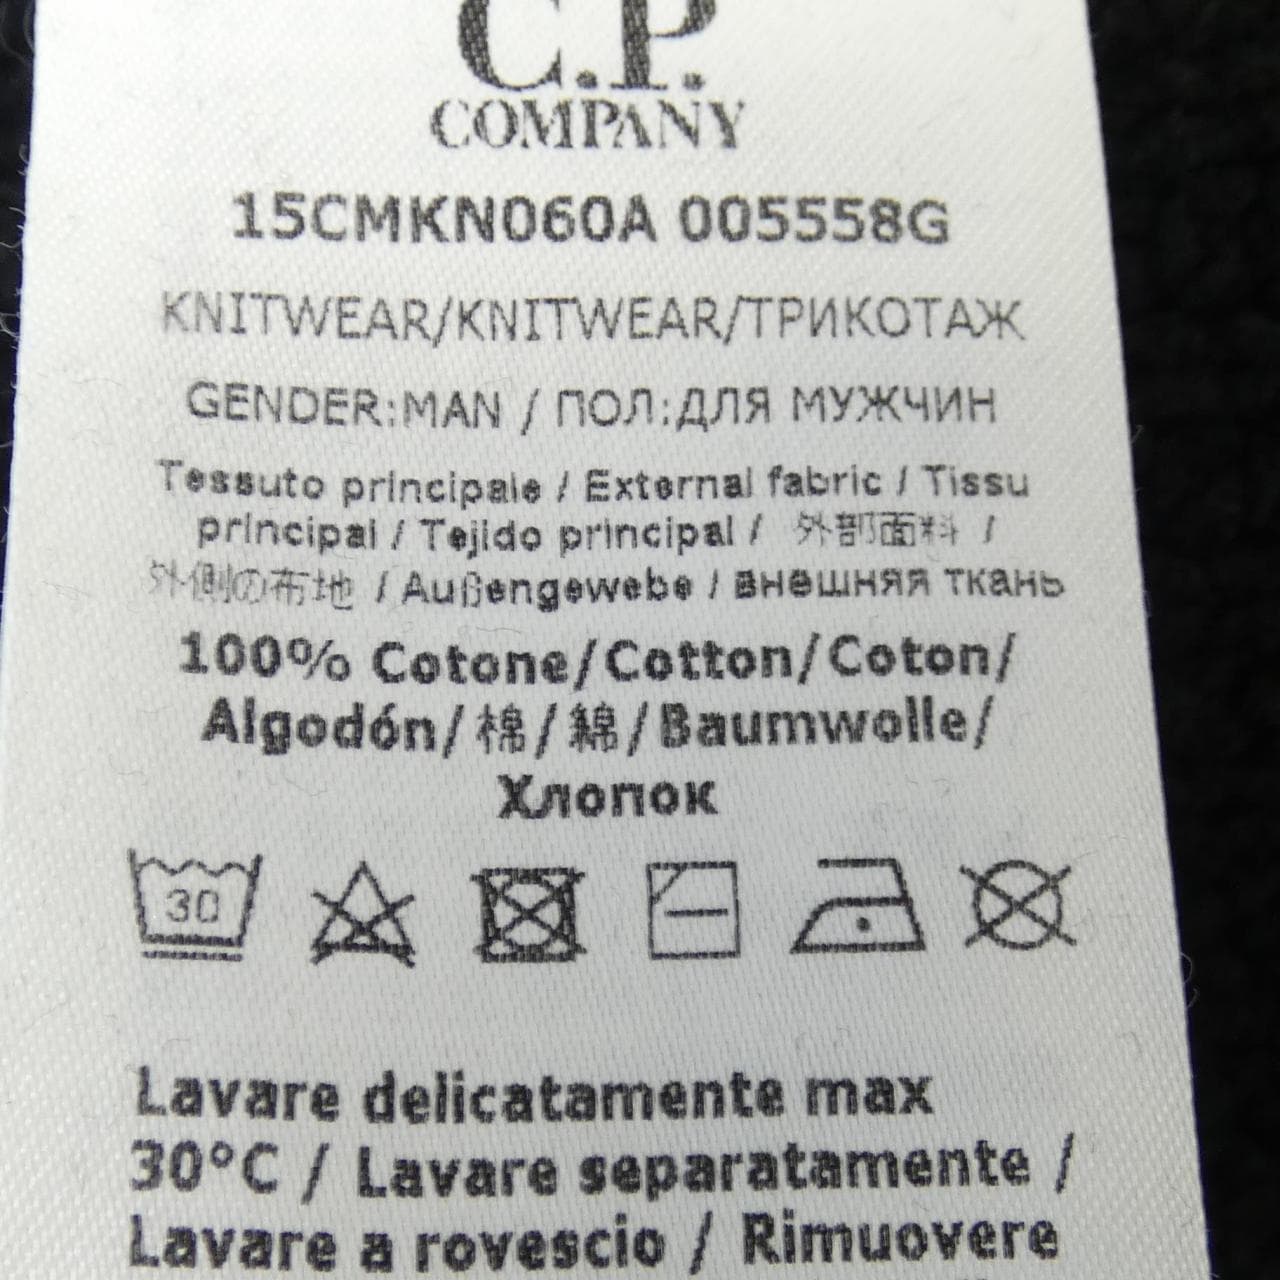 C.P.
COMPANY
15CMKN060A 005558G
KNITWEAR/KNITWEAR/ТРИКОТАЖ
GENDER:MAN / ПОЛ:ДЛЯ МУЖЧИН
Tessuto principale / External fabric / Tissu
principal / Tejido principal / 外部面料 /
外側の布地 / Außengewebe / внешняя ткань
100% Cotone/Cotton/Coton/
Algodón/棉/綿/Baumwolle/
Хлопок
30
Lavare delicatamente max
30°C / Lavare separatamente /
Lavare a rovescio / Rimuovere